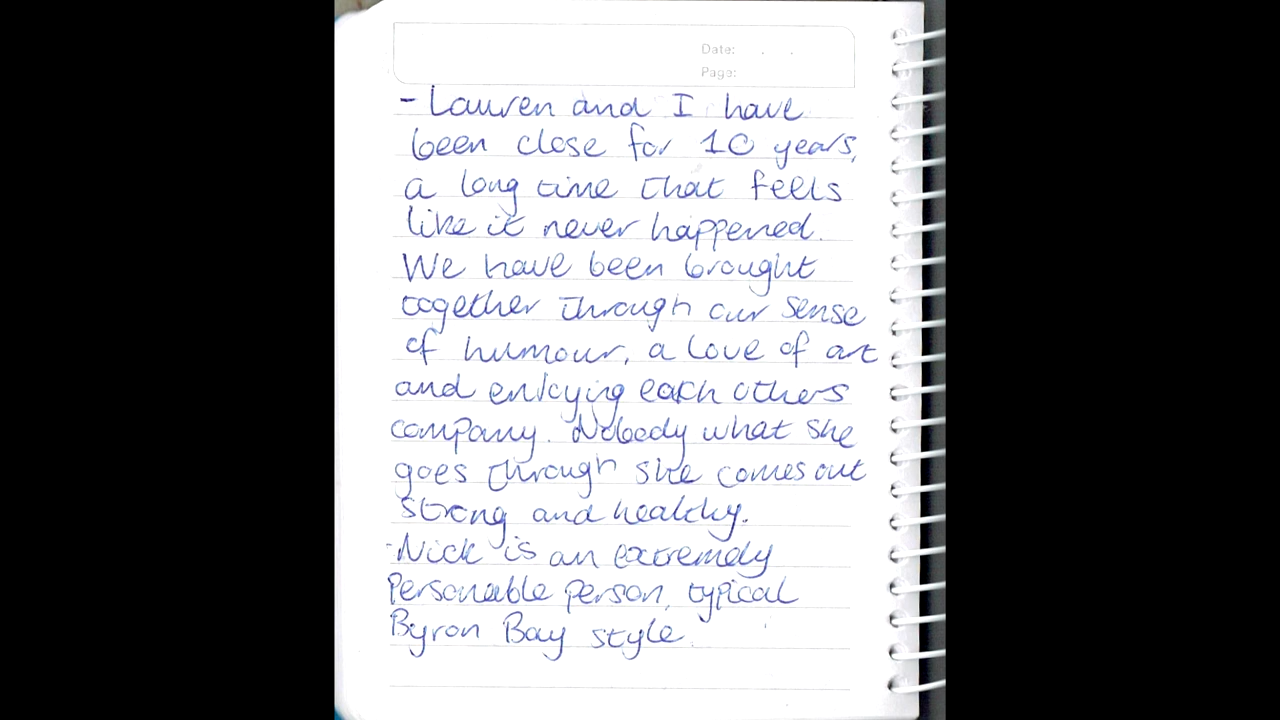 Date: . .
Page:
- Lauren and I have
been close for 10 years,
a long time that feels
like it never happened.
We have been brought
together through our sense
of humour, a love of art
and enjoying each others
company. Nobody what she
goes through she comes out
strong and healthy.
-Nick is an extremely
Personable person, typical
Byron Bay style.